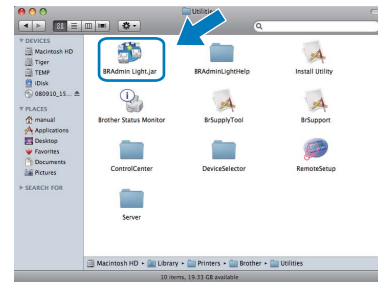 Utilities
DEVICES
Macintosh HD
Tiger
TEMP
iDisk
080910_15...
PLACES
manual
Applications
Desktop
Favorites
Documents
Pictures
SEARCH FOR
BRAdmin Light.jar
BRAdminLightHelp
Install Utility
Brother Status Monitor
BrSupplyTool
BrSupport
ControlCenter
DeviceSelector
RemoteSetup
Server
Macintosh HD ▸ Library ▸ Printers ▸ Brother ▸ Utilities
10 items, 19.33 GB available